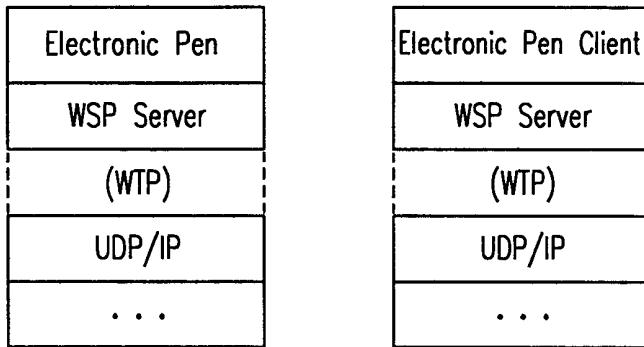 Electronic Pen
WSP Server
(WTP)
UDP/IP
. . .
Electronic Pen Client
WSP Server
(WTP)
UDP/IP
. . .